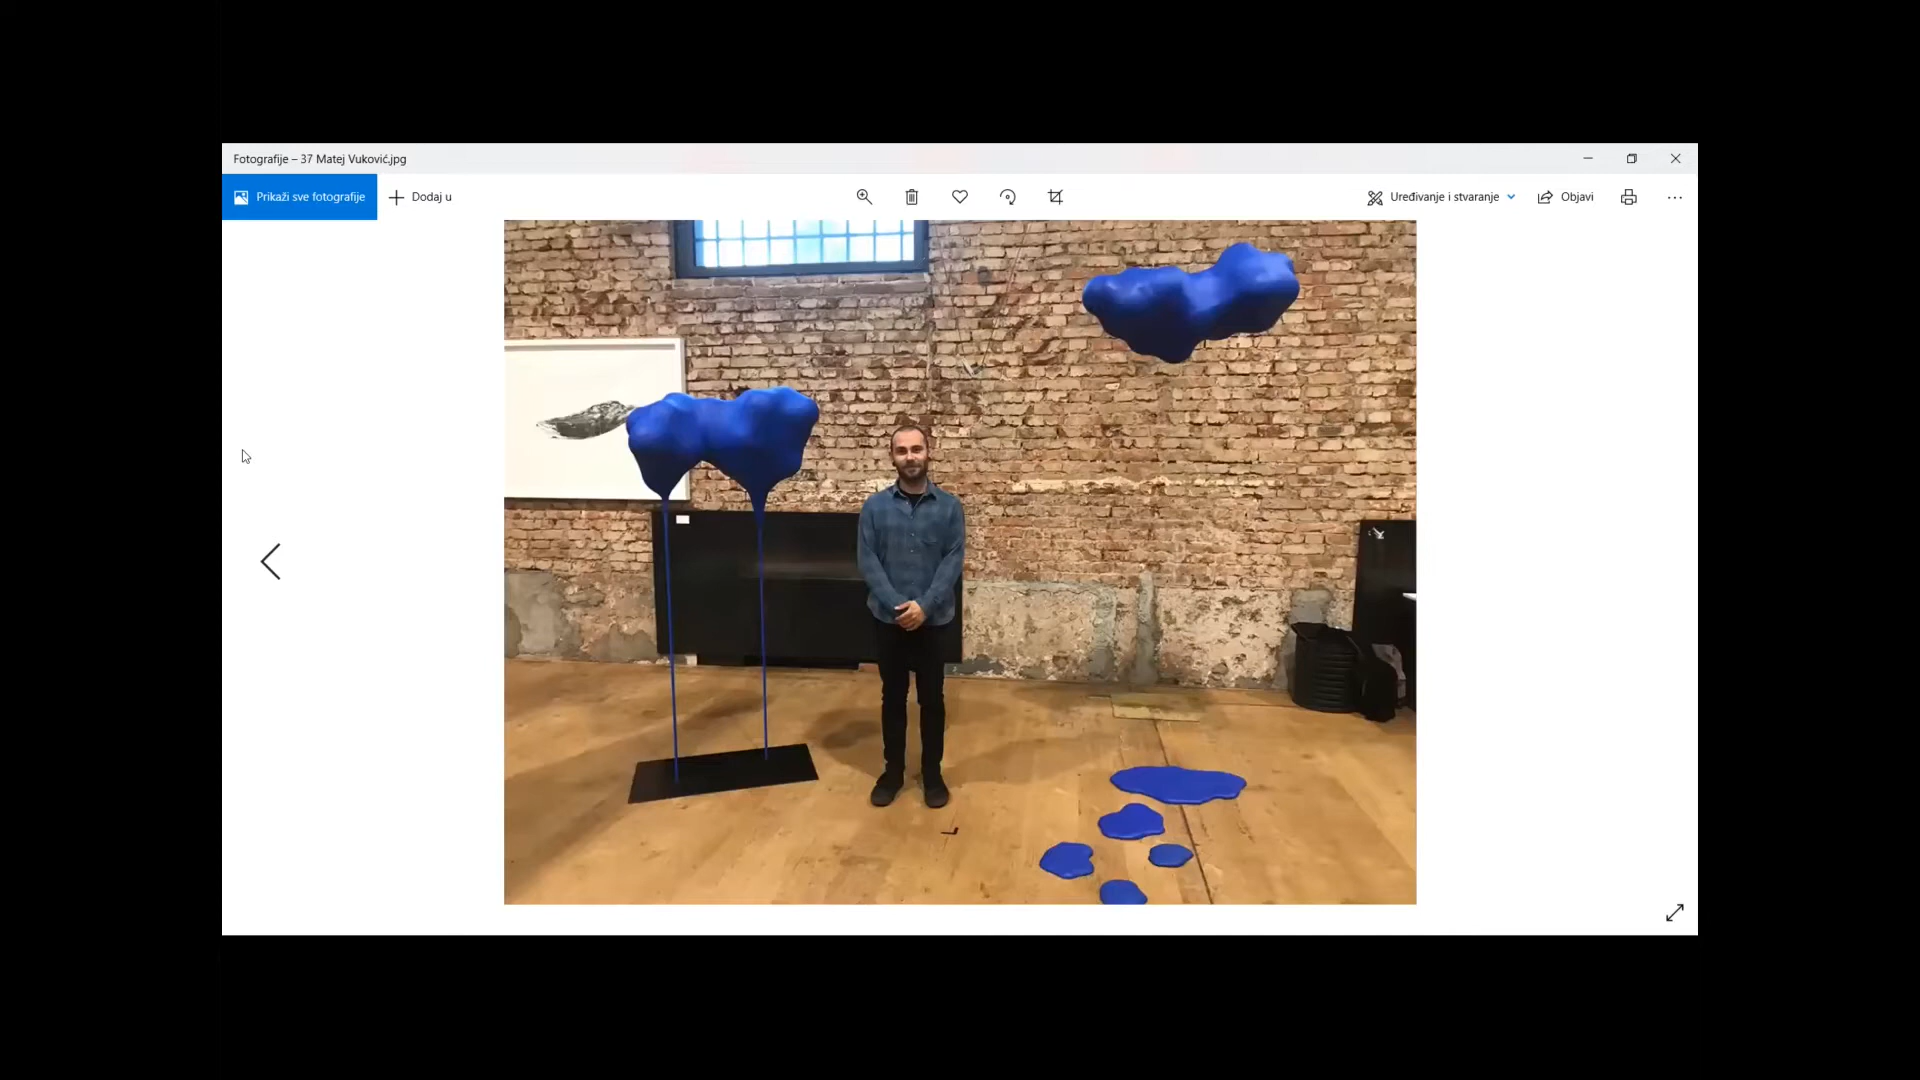 Fotografije – 37 Matej Vuković.jpg
Prikaži sve fotografije
Dodaj u
Uređivanje i stvaranje
Objavi